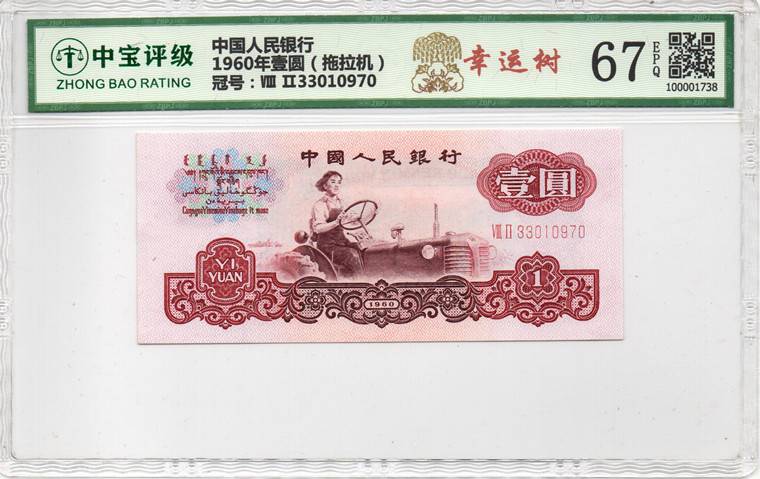 中宝评级
ZHONG BAO RATING
中国人民银行
1960年壹圆（拖拉机）
冠号：Ⅷ Ⅱ33010970
幸运树
67
EPQ
100001738
中國人民銀行
壹圓
Ⅷ Ⅱ 33010970
YI
YUAN
1960
1